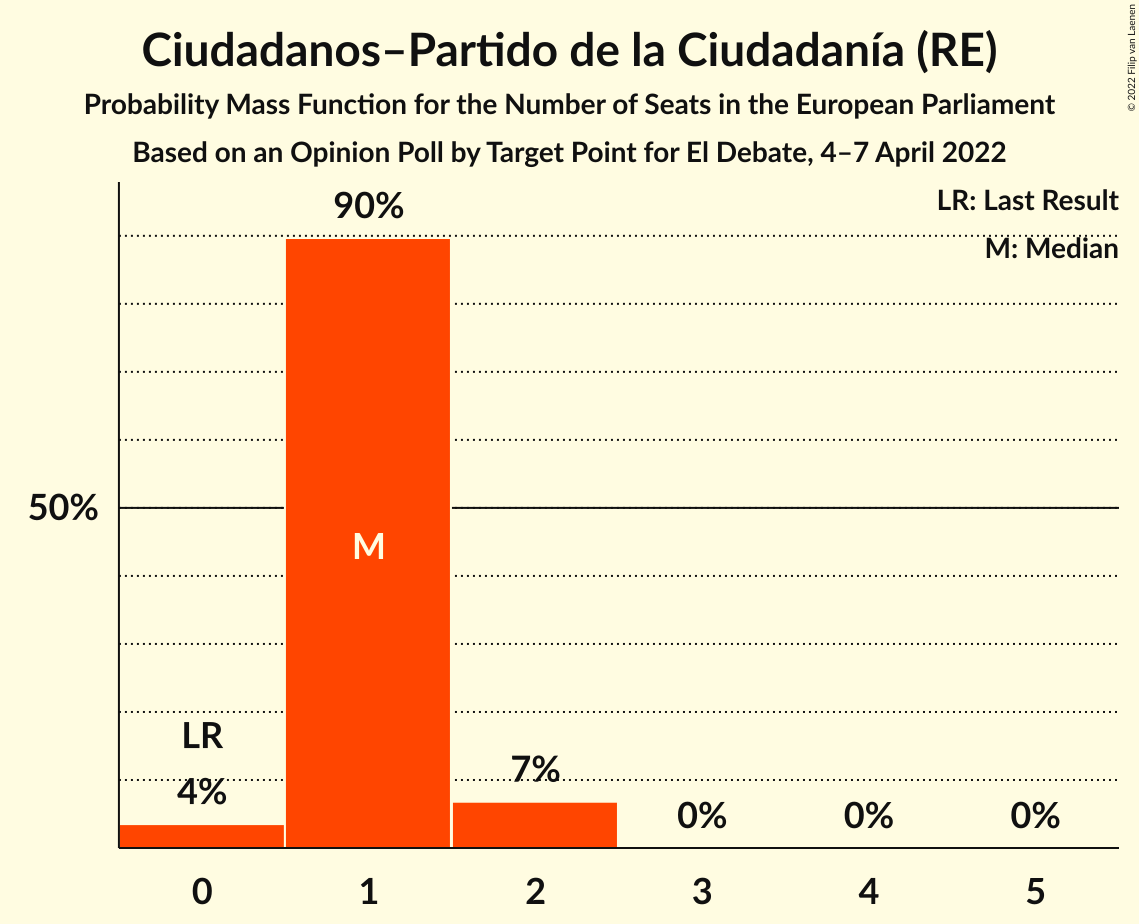 Ciudadanos–Partido de la Ciudadanía (RE)
Probability Mass Function for the Number of Seats in the European Parliament
Based on an Opinion Poll by Target Point for El Debate, 4–7 April 2022
© 2022 Filip van Laenen
LR: Last Result
M: Median
90%
50%
M
LR
4%
7%
0%
0%
0%
0
1
2
3
4
5